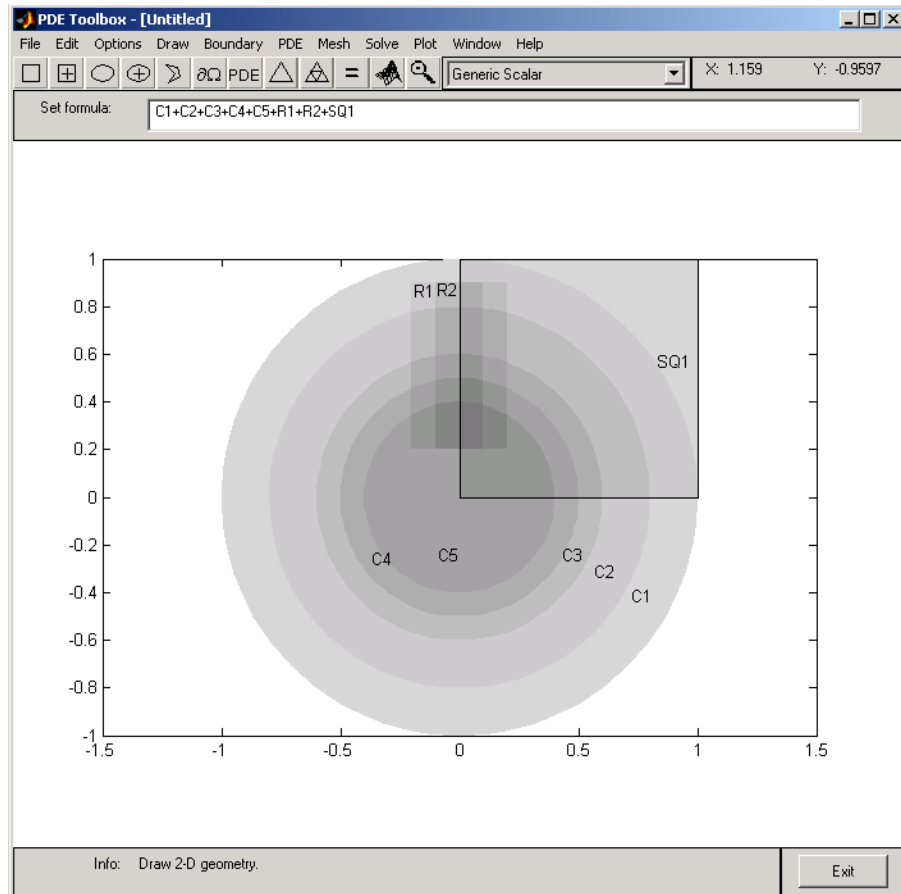 PDE Toolbox - [Untitled]
File Edit Options Draw Boundary PDE Mesh Solve Plot Window Help
∂Ω PDE = Generic Scalar X: 1.159 Y: -0.9597
Set formula: C1+C2+C3+C4+C5+R1+R2+SQ1
1
0.8
0.6
0.4
0.2
0
-0.2
-0.4
-0.6
-0.8
-1
R1 R2
SQ1
C4 C5 C3
C2
C1
-1.5 -1 -0.5 0 0.5 1 1.5
Info: Draw 2-D geometry. Exit